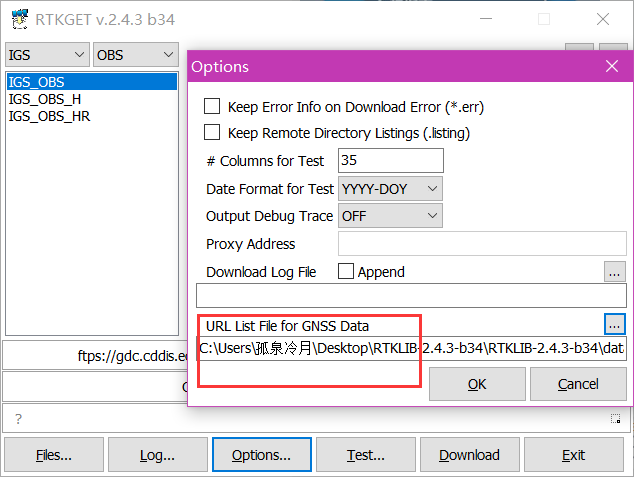 RTKGET v.2.4.3 b34
IGS
OBS
IGS_OBS
IGS_OBS_H
IGS_OBS_HR
Options
Keep Error Info on Download Error (*.err)
Keep Remote Directory Listings (.listing)
# Columns for Test
35
Date Format for Test
YYYY-DOY
Output Debug Trace
OFF
Proxy Address
Download Log File
Append
...
URL List File for GNSS Data
...
C:\Users\孤泉冷月\Desktop\RTKLIB-2.4.3-b34\RTKLIB-2.4.3-b34\dat
OK
Cancel
ftps://gdc.cddis.e
?
Files...
Log...
Options...
Test...
Download
Exit